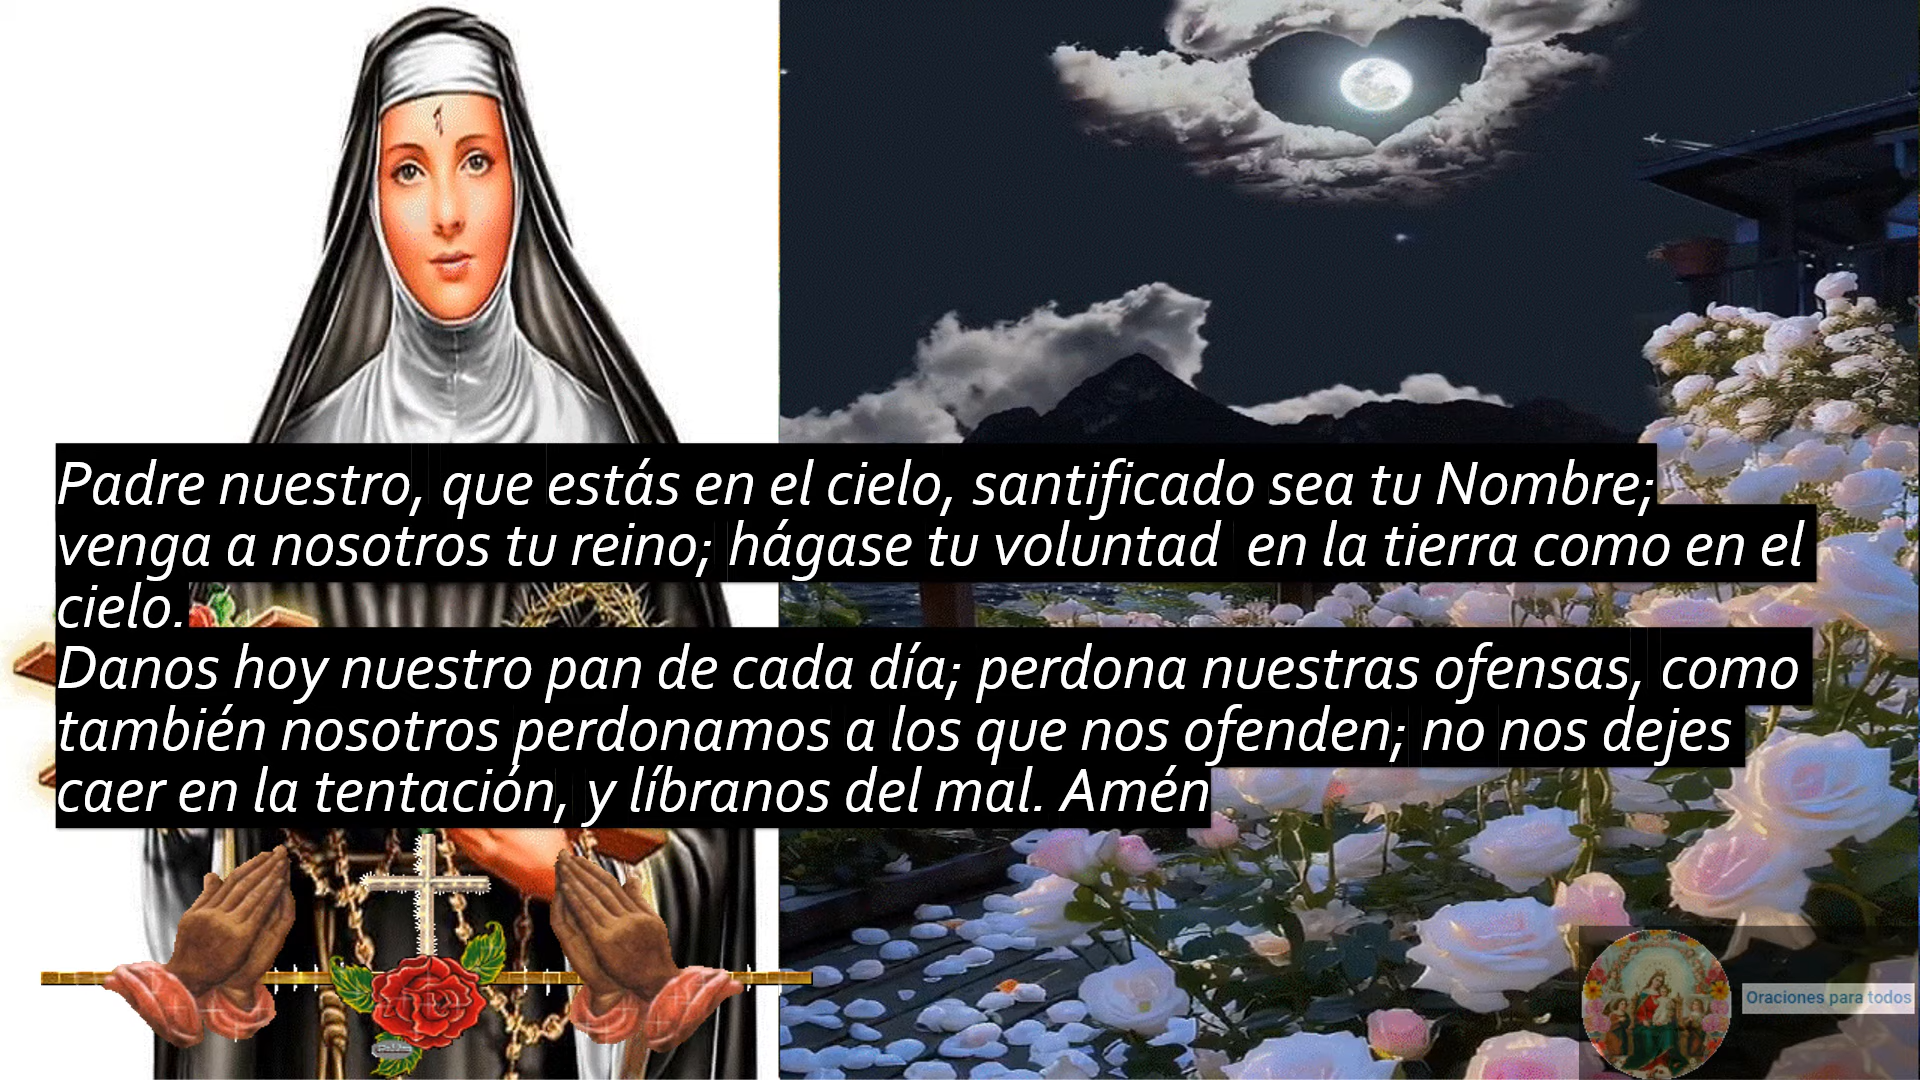 Padre nuestro, que estás en el cielo, santificado sea tu Nombre;
venga a nosotros tu reino; hágase tu voluntad en la tierra como en el
cielo.
Danos hoy nuestro pan de cada día; perdona nuestras ofensas, como
también nosotros perdonamos a los que nos ofenden; no nos dejes
caer en la tentación, y líbranos del mal. Amén
Oraciones para todos